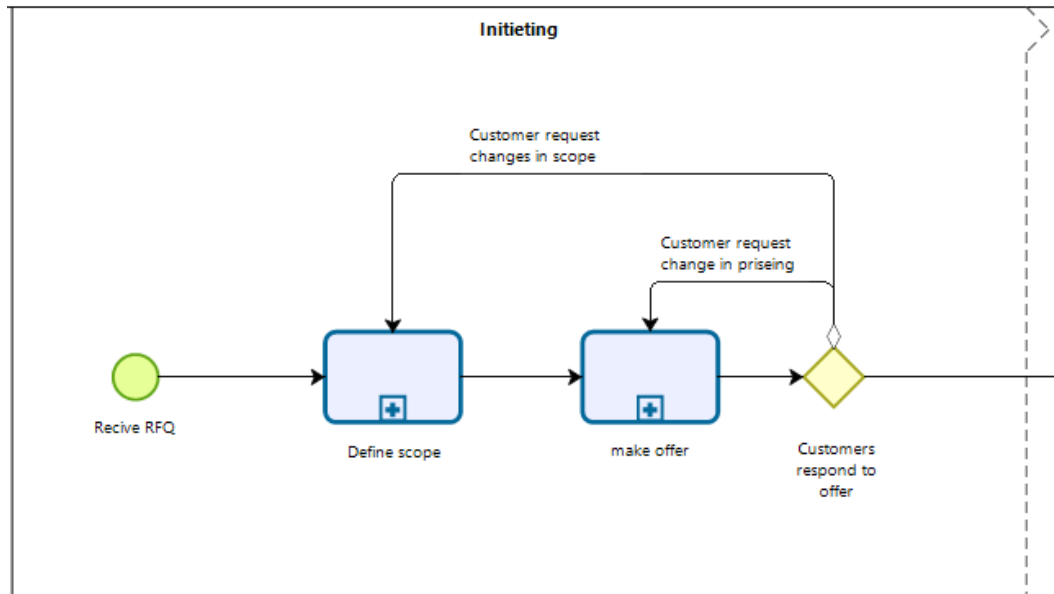 Initieting
Customer request
changes in scope
Customer request
change in priseing
Recive RFQ
Define scope
make offer
Customers
respond to
offer